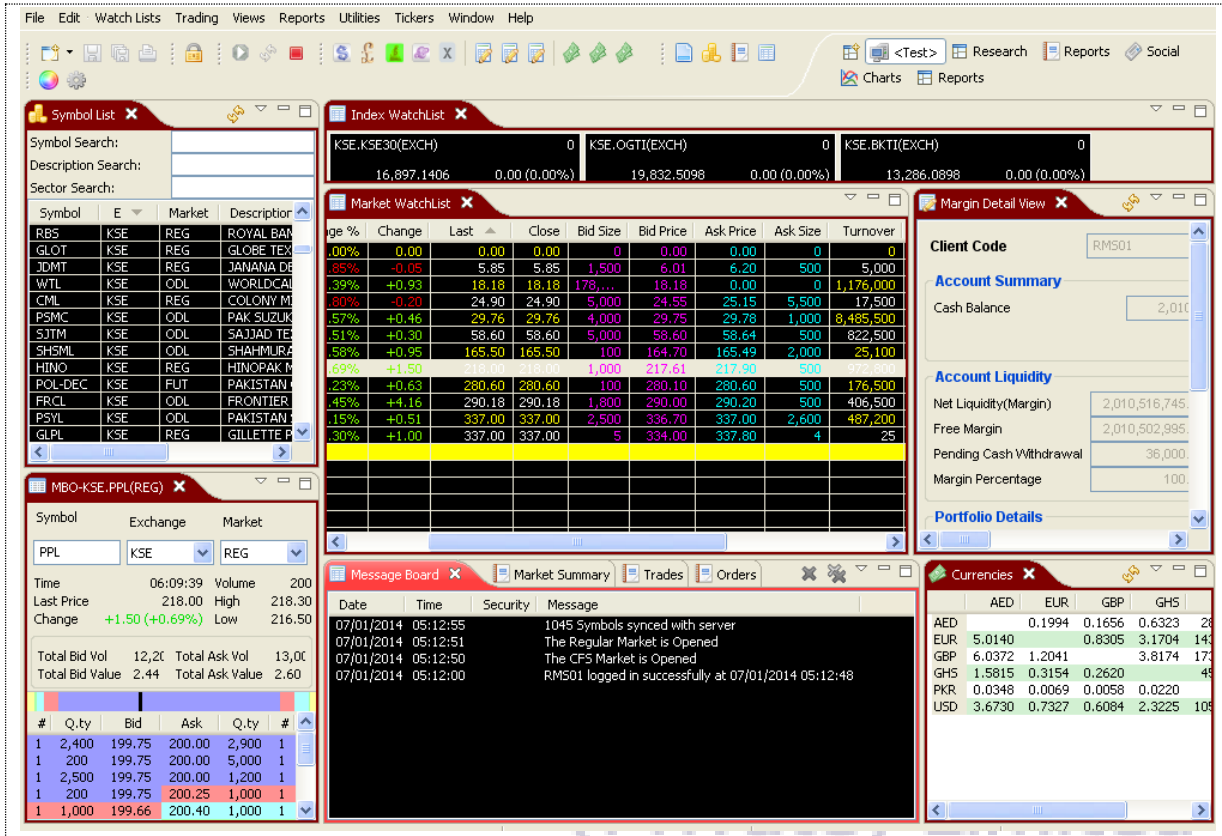 File Edit Watch Lists Trading Views Reports Utilities Tickers Window Help
<Test> Research Reports Social
Charts Reports
Symbol List
Symbol Search:
Description Search:
Sector Search:
Symbol E Market Description
RBS KSE REG ROYAL BAN
GLOT KSE REG GLOBE TEX
JDMT KSE REG JANANA DE
WTL KSE ODL WORLDCAL
CML KSE REG COLONY M
PSMC KSE ODL PAK SUZUK
SJTM KSE ODL SAJJAD TE
SHSML KSE ODL SHAHMURA
HINO KSE REG HINOPAK M
POL-DEC KSE FUT PAKISTAN
FRCL KSE ODL FRONTIER
PSYL KSE ODL PAKISTAN
GLPL KSE REG GILLETTE P
Index WatchList
KSE.KSE30(EXCH) 0 KSE.OGTI(EXCH) 0 KSE.BKTI(EXCH) 0
16,897.1406 0.00 (0.00%) 19,832.5098 0.00 (0.00%) 13,286.0898 0.00 (0.00%)
Market WatchList
ge % Change Last Close Bid Size Bid Price Ask Price Ask Size Turnover
.00% 0.00 0.00 0.00 0 0.00 0.00 0 0
.85% -0.05 5.85 5.85 1,500 6.01 6.20 500 5,000
.39% +0.93 18.18 18.18 178,... 18.18 0.00 0 1,176,000
.80% -0.20 24.90 24.90 5,000 24.55 25.15 5,500 17,500
.57% +0.46 29.76 29.76 4,000 29.75 29.78 1,000 8,485,500
.51% +0.30 58.60 58.60 5,000 58.60 58.64 500 822,500
.58% +0.95 165.50 165.50 100 164.70 165.49 2,000 25,100
.69% +1.50 218.00 218.00 1,000 217.61 217.90 500 972,800
.23% +0.63 280.60 280.60 100 280.10 280.60 500 176,500
.45% +4.16 290.18 290.18 1,800 290.00 290.20 500 406,500
.15% +0.51 337.00 337.00 2,500 336.70 337.00 2,600 487,200
.30% +1.00 337.00 337.00 5 334.00 337.80 4 25
Margin Detail View
Client Code RMS01
Account Summary
Cash Balance 2,010
Account Liquidity
Net Liquidity(Margin) 2,010,516,745.
Free Margin 2,010,502,995.
Pending Cash Withdrawal 36,000.
Margin Percentage 100.
Portfolio Details
MBO-KSE.PPL(REG)
Symbol Exchange Market
PPL KSE REG
Time 06:09:39 Volume 200
Last Price 218.00 High 218.30
Change +1.50 (+0.69%) Low 216.50
Total Bid Vol 12,20 Total Ask Vol 13,00
Total Bid Value 2.44 Total Ask Value 2.60
# Q.ty Bid Ask Q.ty #
1 2,400 199.75 200.00 2,900 1
1 200 199.75 200.00 5,000 1
1 2,500 199.75 200.00 1,200 1
1 200 199.75 200.25 1,000 1
1 1,000 199.66 200.40 1,000 1
Message Board Market Summary Trades Orders
Date Time Security Message
07/01/2014 05:12:55 1045 Symbols synced with server
07/01/2014 05:12:51 The Regular Market is Opened
07/01/2014 05:12:50 The CFS Market is Opened
07/01/2014 05:12:00 RMS01 logged in successfully at 07/01/2014 05:12:48
Currencies
AED EUR GBP GHS
AED 0.1994 0.1656 0.6323 28
EUR 5.0140 0.8305 3.1704 143
GBP 6.0372 1.2041 3.8174 173
GHS 1.5815 0.3154 0.2620 45
PKR 0.0348 0.0069 0.0058 0.0220
USD 3.6730 0.7327 0.6084 2.3225 105